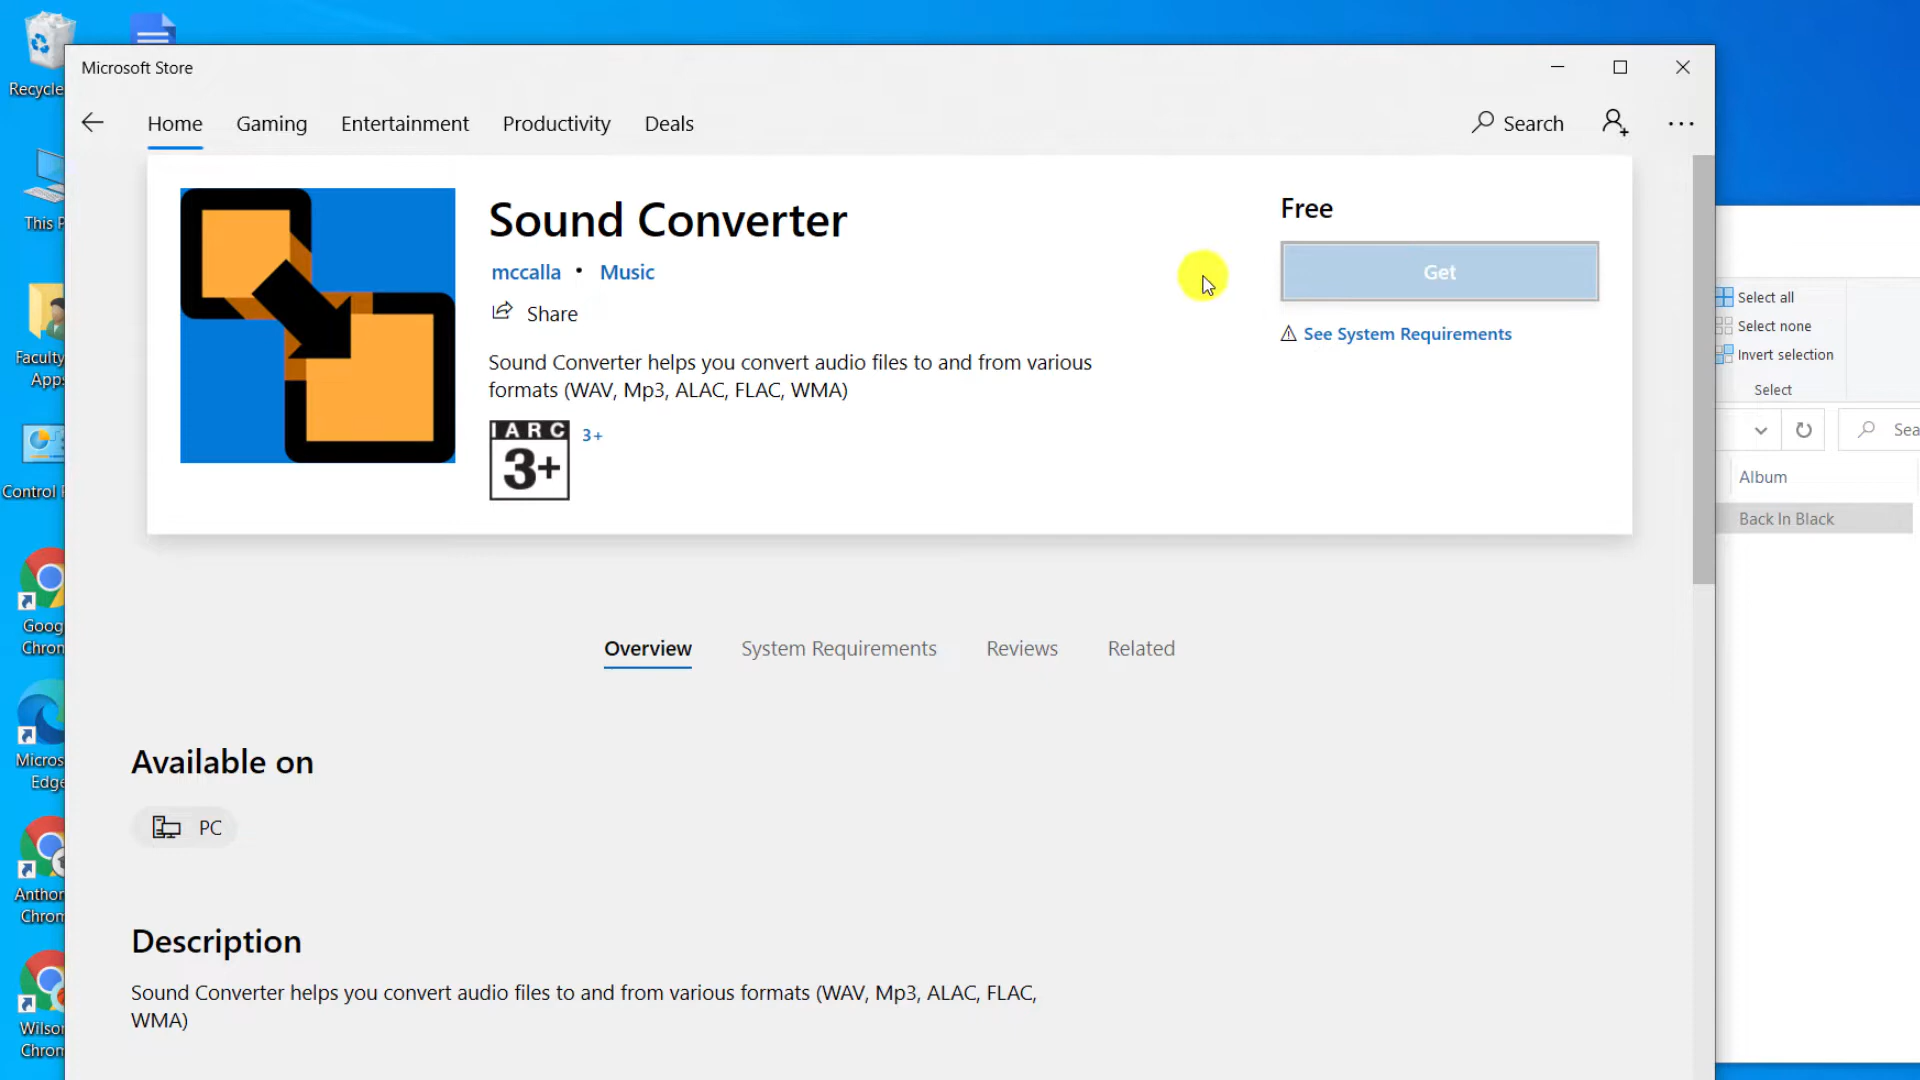 Recycle
This P
Faculty
Apps
Control
Goog
Chrom
Micros
Edge
Anthor
Chrom
Wilso
Chrom
Microsoft Store
Home
Gaming
Entertainment
Productivity
Deals
Search
Sound Converter
mccalla • Music
Share
Sound Converter helps you convert audio files to and from various
formats (WAV, Mp3, ALAC, FLAC, WMA)
IARC
3+
3+
Free
Get
See System Requirements
Overview
System Requirements
Reviews
Related
Available on
PC
Description
Sound Converter helps you convert audio files to and from various formats (WAV, Mp3, ALAC, FLAC,
WMA)
Select all
Select none
Invert selection
Select
Sea
Album
Back In Black